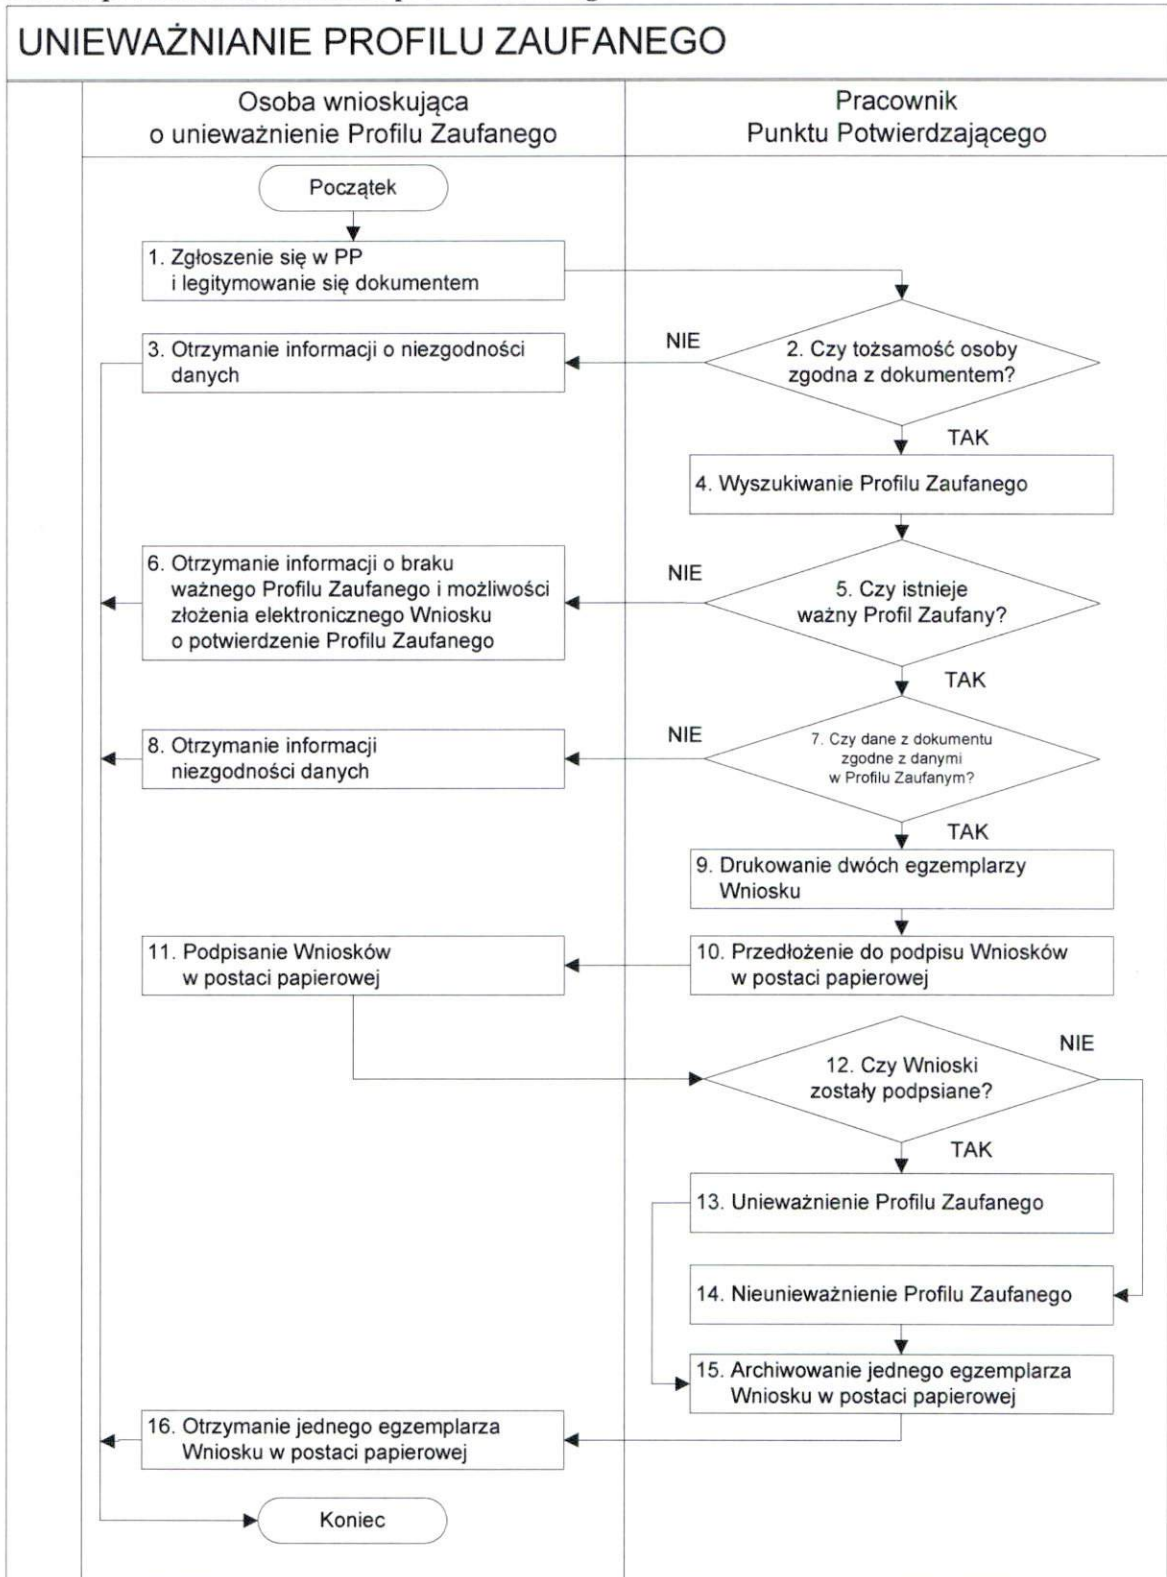 UNIEWAŻNIANIE PROFILU ZAUFANEGO
Osoba wnioskująca
o unieważnienie Profilu Zaufanego
Pracownik
Punktu Potwierdzającego
Początek
1. Zgłoszenie się w PP
i legitymowanie się dokumentem
2. Czy tożsamość osoby
zgodna z dokumentem?
NIE
3. Otrzymanie informacji o niezgodności
danych
TAK
4. Wyszukiwanie Profilu Zaufanego
5. Czy istnieje
ważny Profil Zaufany?
NIE
6. Otrzymanie informacji o braku
ważnego Profilu Zaufanego i możliwości
złożenia elektronicznego Wniosku
o potwierdzenie Profilu Zaufanego
TAK
7. Czy dane z dokumentu
zgodne z danymi
w Profilu Zaufanym?
NIE
8. Otrzymanie informacji
niezgodności danych
TAK
9. Drukowanie dwóch egzemplarzy
Wniosku
10. Przedłożenie do podpisu Wniosków
w postaci papierowej
11. Podpisanie Wniosków
w postaci papierowej
12. Czy Wnioski
zostały podpsiane?
NIE
TAK
13. Unieważnienie Profilu Zaufanego
14. Nieunieważnienie Profilu Zaufanego
15. Archiwowanie jednego egzemplarza
Wniosku w postaci papierowej
16. Otrzymanie jednego egzemplarza
Wniosku w postaci papierowej
Koniec